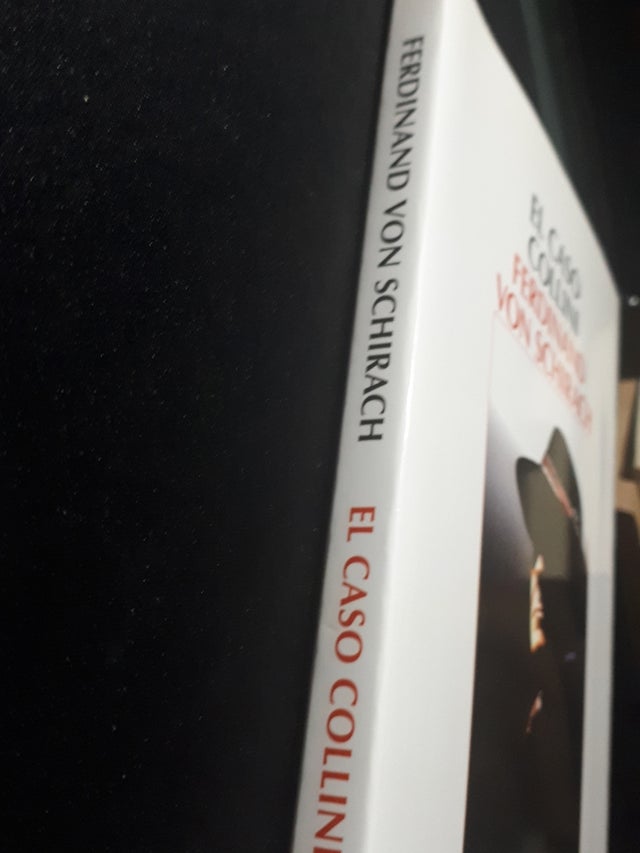 FERDINAND VON SCHIRACH EL CASO COLLINI
EL CASO
COLLINI
FERDINAND
VON SCHIRACH